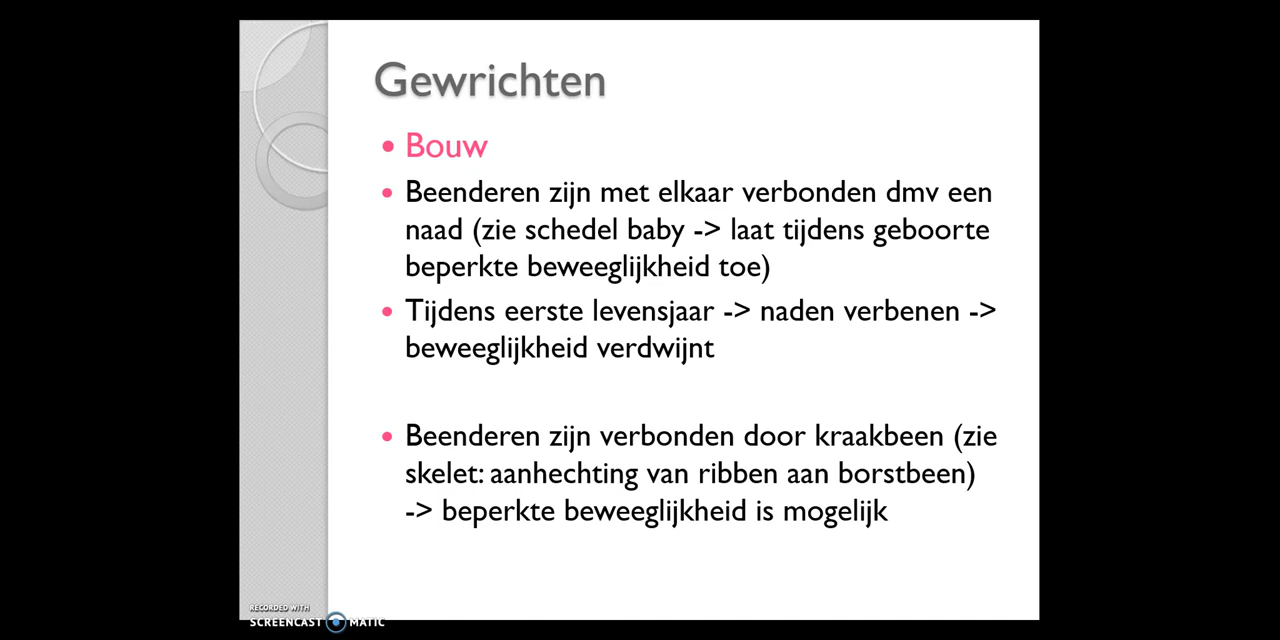 Gewrichten
Bouw
Beenderen zijn met elkaar verbonden dmv een
naad (zie schedel baby -> laat tijdens geboorte
beperkte beweeglijkheid toe)
Tijdens eerste levensjaar -> naden verbenen ->
beweeglijkheid verdwijnt
Beenderen zijn verbonden door kraakbeen (zie
skelet: aanhechting van ribben aan borstbeen)
-> beperkte beweeglijkheid is mogelijk
RECORDED WITH
SCREENCAST MATIC